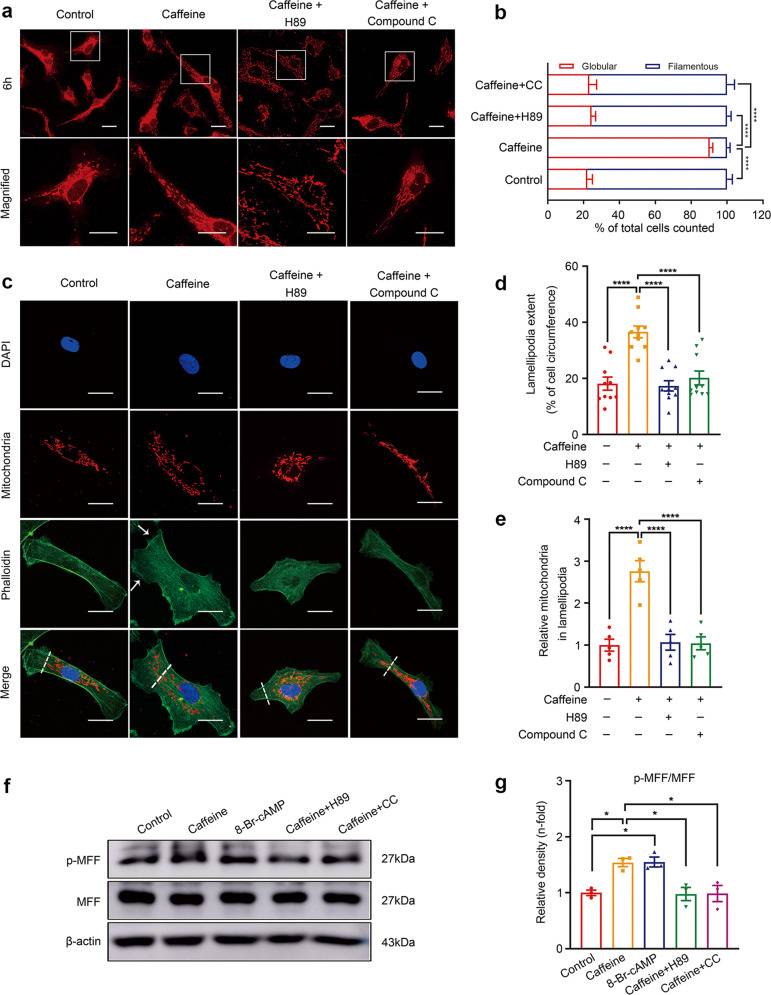 a
Control
Caffeine
Caffeine +
H89
Caffeine +
Compound C
6h
Magnified
b
Globular
Filamentous
Caffeine+CC
Caffeine+H89
Caffeine
Control
****
****
****
0 20 40 60 80 100 120
% of total cells counted
c
Control
Caffeine
Caffeine +
H89
Caffeine +
Compound C
DAPI
Mitochondria
Phalloidin
Merge
d
Lamellipodia extent
(% of cell circumference)
60
40
20
0
****
**** ****
Caffeine – + + +
H89 – – + –
Compound C – – – +
e
Relative mitochondria
in lamellipodia
4
3
2
1
0
****
**** ****
Caffeine – + + +
H89 – – + –
Compound C – – – +
f
Control
Caffeine
8-Br-cAMP
Caffeine+H89
Caffeine+CC
p-MFF 27kDa
MFF 27kDa
β-actin 43kDa
g
p-MFF/MFF
Relative density (n-fold)
3
2
1
0
*
* *
*
Control
Caffeine
8-Br-cAMP
Caffeine+H89
Caffeine+CC